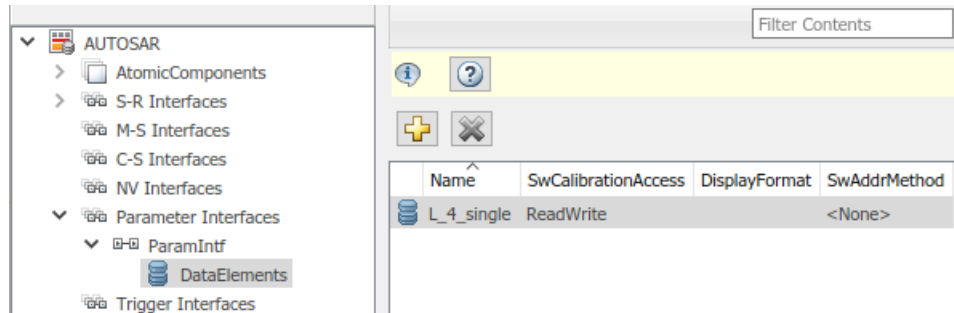 Filter Contents
AUTOSAR
AtomicComponents
S-R Interfaces
M-S Interfaces
C-S Interfaces
NV Interfaces
Parameter Interfaces
ParamIntf
DataElements
Trigger Interfaces
Name SwCalibrationAccess DisplayFormat SwAddrMethod
L_4_single ReadWrite <None>